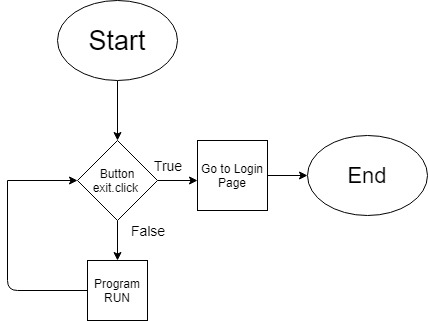 Start
Button
exit.click
True
Go to Login
Page
End
False
Program
RUN